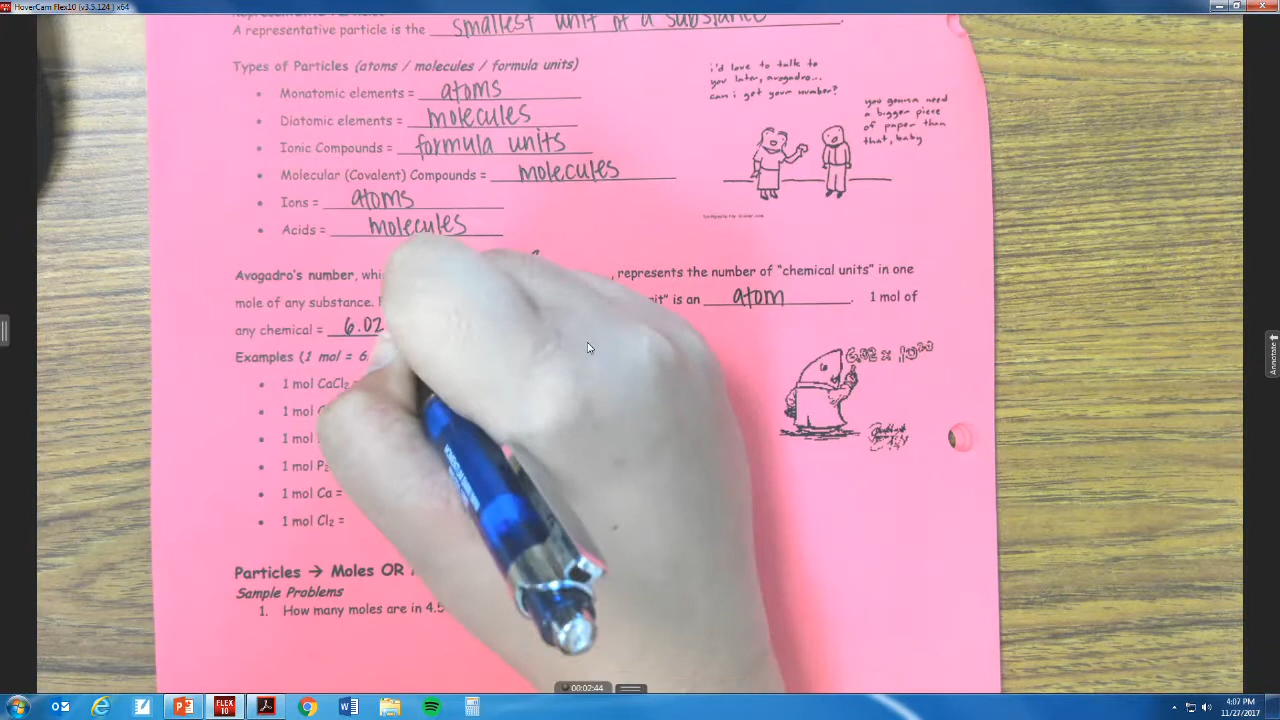 HoverCam Flex10 (v3.5.124 ) x64
A representative particle is the smallest unit of a substance.
Types of Particles (atoms / molecules / formula units)
• Monatomic elements = atoms
• Diatomic elements = molecules
• Ionic Compounds = formula units
• Molecular (Covalent) Compounds = molecules
• Ions = atoms
• Acids = molecules
i'd love to talk to
you later, avogadro...
can i get your number?
you gonna need
a bigger piece
of paper than
that, baby
Avogadro's number, , represents the number of "chemical units" in one
mole of any substance. is an atom. 1 mol of
any chemical = 6.02
6.02 x 10
Examples (1 mol = 6.
• 1 mol CaCl₂
• 1 mol
• 1 mol
• 1 mol
• 1 mol Ca =
• 1 mol Cl₂ =
Particles → Moles OR
Sample Problems
1. How many moles are in 4.5
00:02:44
Annotate
FLEX
10
4:07 PM
11/27/2017